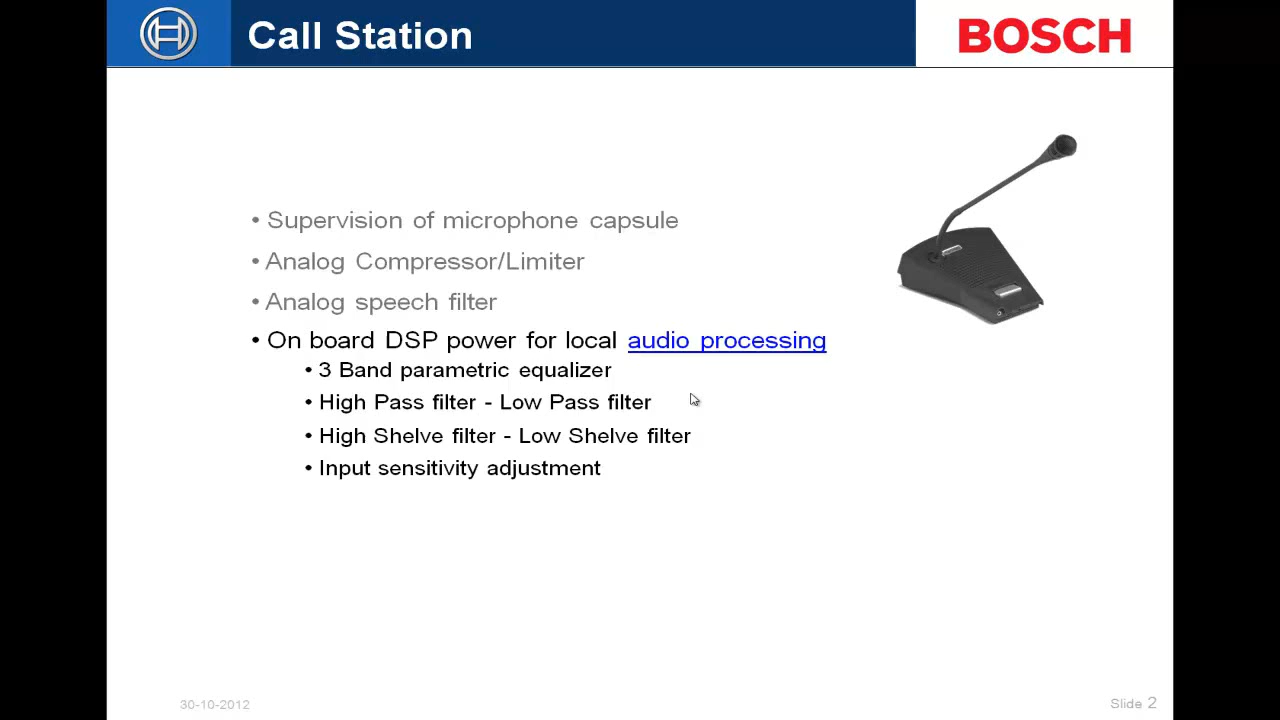 Call Station
BOSCH
• Supervision of microphone capsule
• Analog Compressor/Limiter
• Analog speech filter
• On board DSP power for local audio processing
• 3 Band parametric equalizer
• High Pass filter - Low Pass filter
• High Shelve filter - Low Shelve filter
• Input sensitivity adjustment
30-10-2012
Slide 2